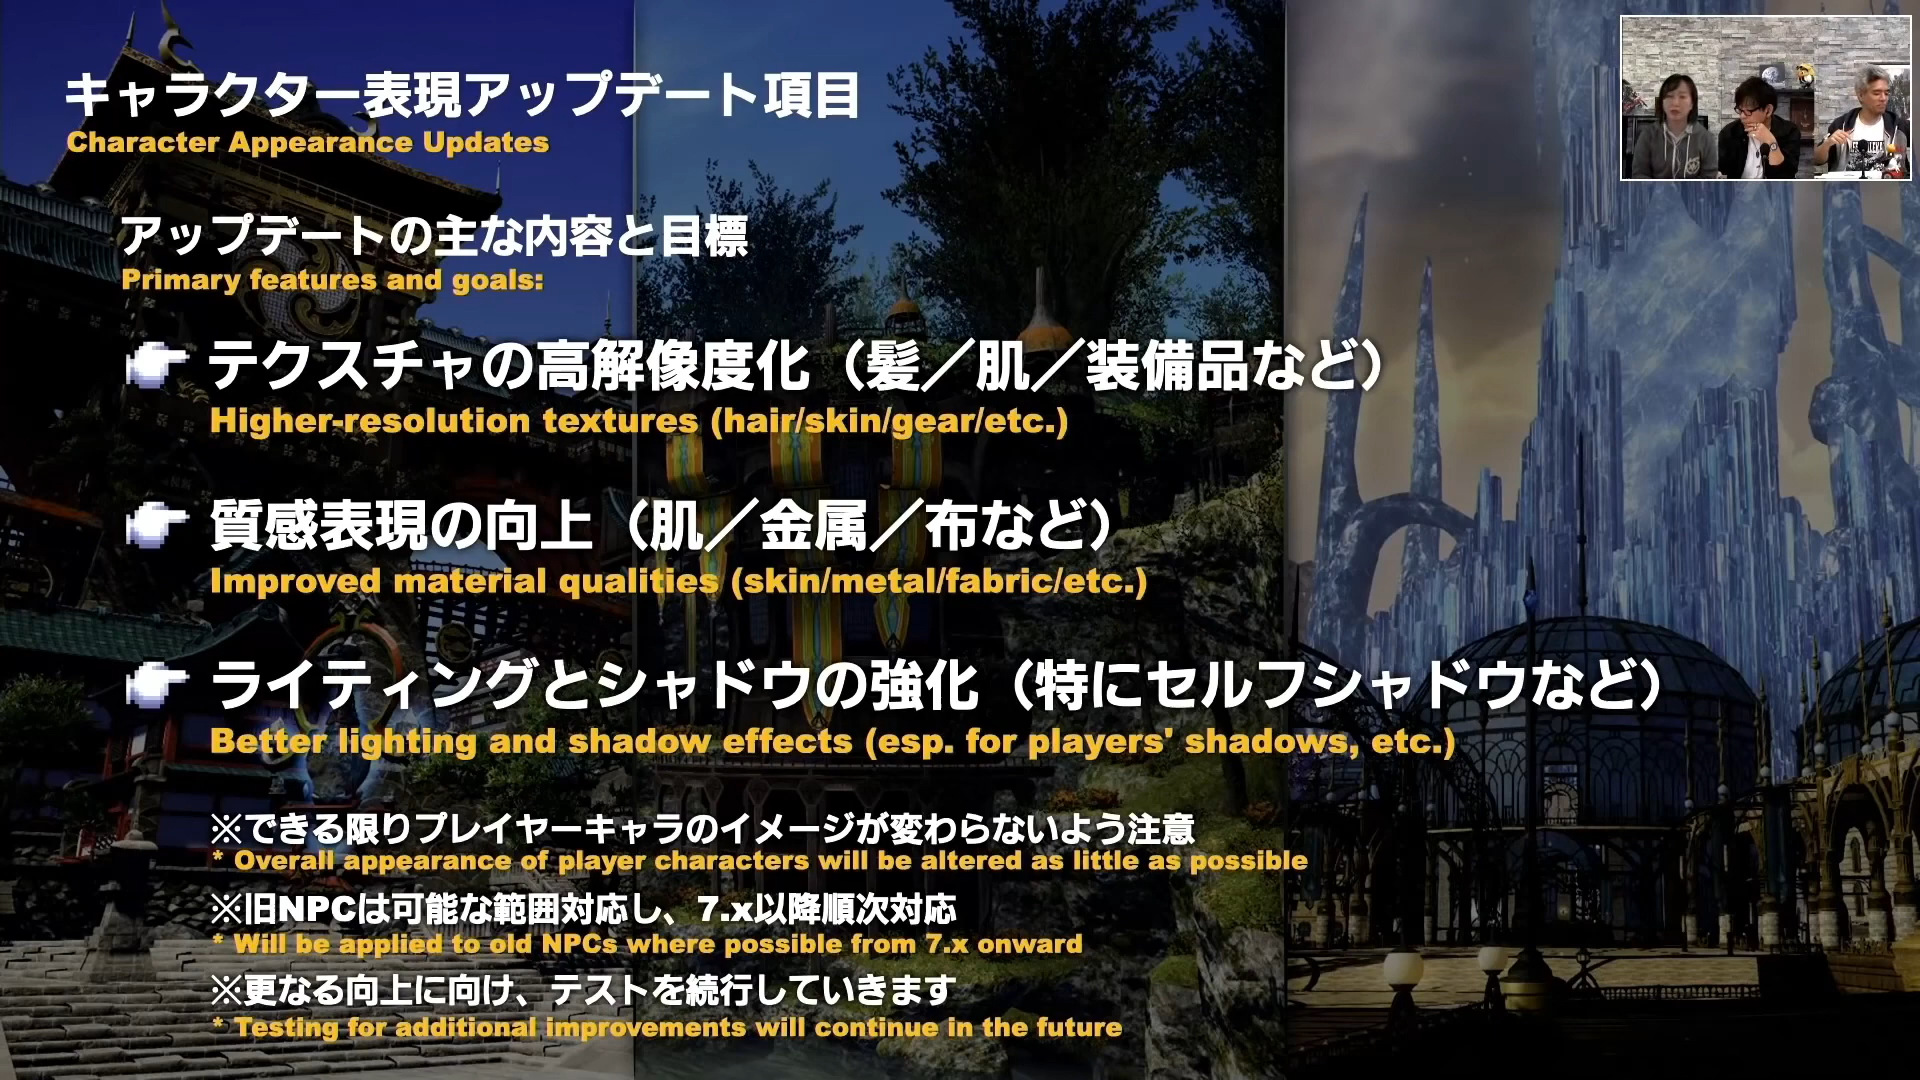 キャラクター表現アップデート項目
Character Appearance Updates
アップデートの主な内容と目標
Primary features and goals:
テクスチャの高解像度化（髪／肌／装備品など）
Higher-resolution textures (hair/skin/gear/etc.)
質感表現の向上（肌／金属／布など）
Improved material qualities (skin/metal/fabric/etc.)
ライティングとシャドウの強化（特にセルフシャドウなど）
Better lighting and shadow effects (esp. for players' shadows, etc.)
※できる限りプレイヤーキャラのイメージが変わらないよう注意
* Overall appearance of player characters will be altered as little as possible
※旧NPCは可能な範囲対応し、7.x以降順次対応
* Will be applied to old NPCs where possible from 7.x onward
※更なる向上に向け、テストを続行していきます
* Testing for additional improvements will continue in the future